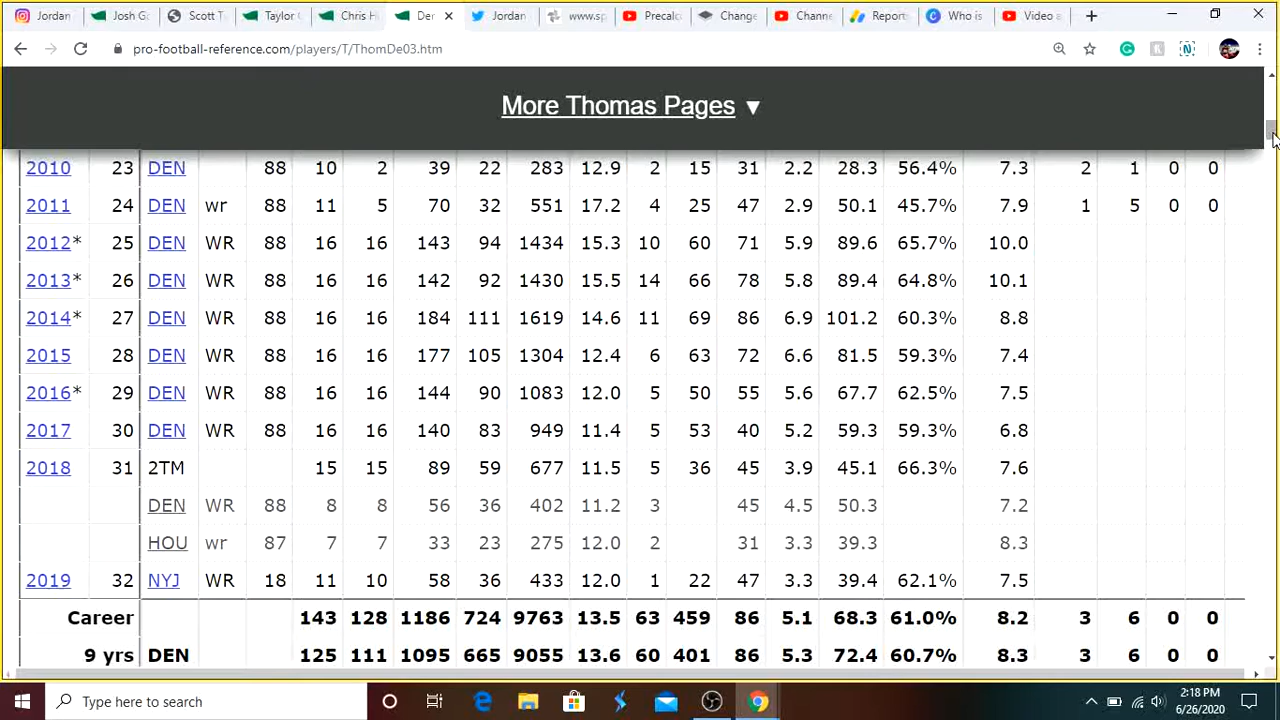 Jordan
Josh Go
Scott T
Taylor
Chris H
Der
Jordan
www.sp
Precalc
Change
Chann
Report
Who is
Video a
pro-football-reference.com/players/T/ThomDe03.htm
More Thomas Pages ▼
2010 23 DEN 88 10 2 39 22 283 12.9 2 15 31 2.2 28.3 56.4% 7.3 2 1 0 0
2011 24 DEN wr 88 11 5 70 32 551 17.2 4 25 47 2.9 50.1 45.7% 7.9 1 5 0 0
2012* 25 DEN WR 88 16 16 143 94 1434 15.3 10 60 71 5.9 89.6 65.7% 10.0
2013* 26 DEN WR 88 16 16 142 92 1430 15.5 14 66 78 5.8 89.4 64.8% 10.1
2014* 27 DEN WR 88 16 16 184 111 1619 14.6 11 69 86 6.9 101.2 60.3% 8.8
2015 28 DEN WR 88 16 16 177 105 1304 12.4 6 63 72 6.6 81.5 59.3% 7.4
2016* 29 DEN WR 88 16 16 144 90 1083 12.0 5 50 55 5.6 67.7 62.5% 7.5
2017 30 DEN WR 88 16 16 140 83 949 11.4 5 53 40 5.2 59.3 59.3% 6.8
2018 31 2TM 15 15 89 59 677 11.5 5 36 45 3.9 45.1 66.3% 7.6
DEN WR 88 8 8 56 36 402 11.2 3 45 4.5 50.3 7.2
HOU wr 87 7 7 33 23 275 12.0 2 31 3.3 39.3 8.3
2019 32 NYJ WR 18 11 10 58 36 433 12.0 1 22 47 3.3 39.4 62.1% 7.5
Career 143 128 1186 724 9763 13.5 63 459 86 5.1 68.3 61.0% 8.2 3 6 0 0
9 yrs DEN 125 111 1095 665 9055 13.6 60 401 86 5.3 72.4 60.7% 8.3 3 6 0 0
Type here to search
2:18 PM
6/26/2020